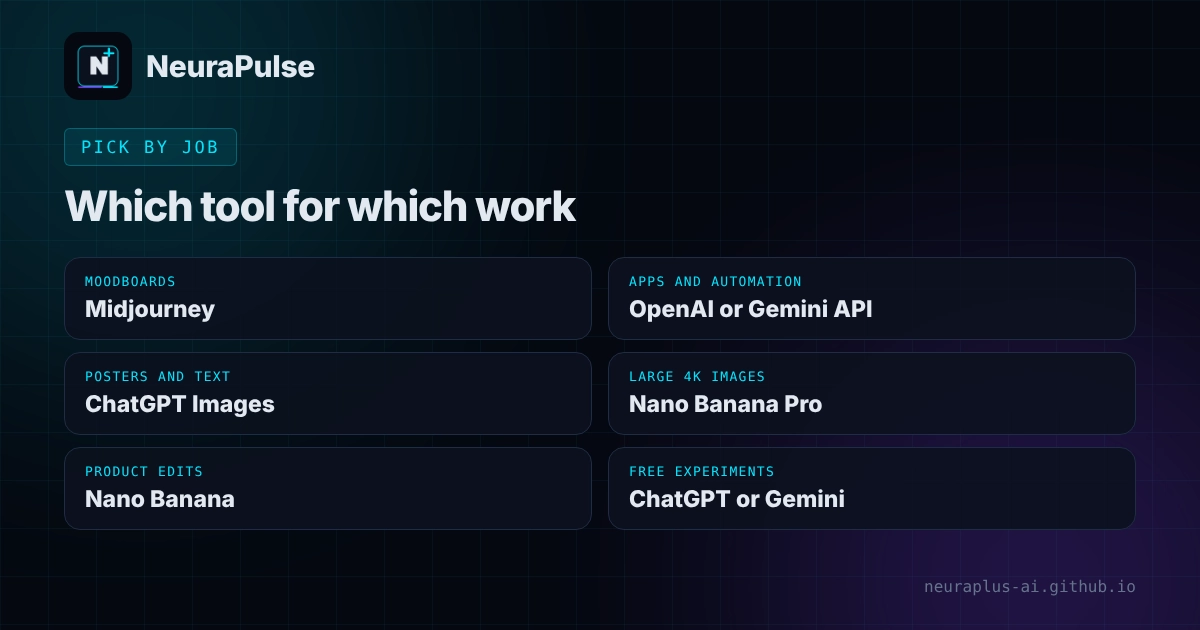 N+
NeuraPulse
PICK BY JOB
Which tool for which work
MOODBOARDS
Midjourney
APPS AND AUTOMATION
OpenAI or Gemini API
POSTERS AND TEXT
ChatGPT Images
LARGE 4K IMAGES
Nano Banana Pro
PRODUCT EDITS
Nano Banana
FREE EXPERIMENTS
ChatGPT or Gemini
neuraplus-ai.github.io